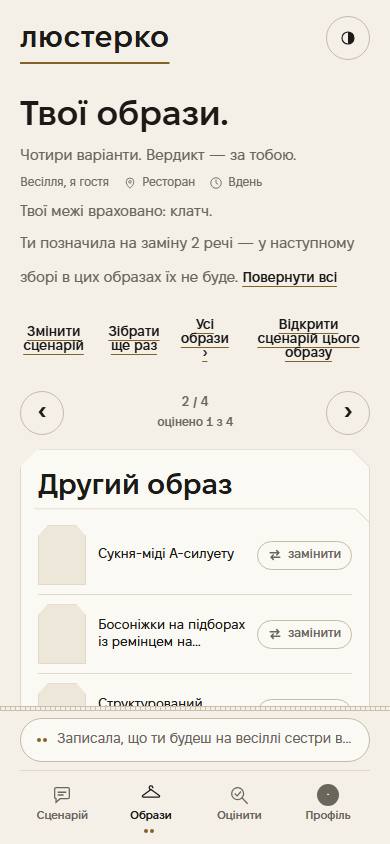 люстерко
Твої образи.
Чотири варіанти. Вердикт — за тобою.
Весілля, я гостя Ресторан Вдень
Твої межі враховано: клатч.
Ти позначила на заміну 2 речі — у наступному
зборі в цих образах їх не буде. Повернути всі
Змінити
сценарій
Зібрати
ще раз
Усі
образи
›
Відкрити
сценарій цього
образу
‹
2 / 4
оцінено 1 з 4
›
Другий образ
Сукня-міді А-силуету
замінити
Босоніжки на підборах
із ремінцем на...
замінити
Структурований
Записала, що ти будеш на весіллі сестри в...
Сценарій
Образи
Оцінити
Профіль